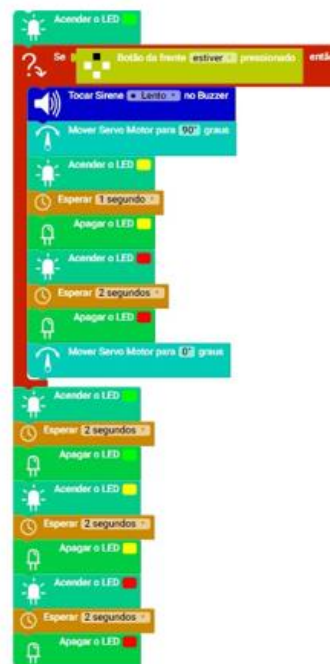 Acender o LED
Se Botão da frente estiver pressionado entã
Tocar Sirene Lento no Buzzer
Mover Servo Motor para 90° graus
Acender o LED
Esperar 1 segundo
Apagar o LED
Acender o LED
Esperar 2 segundos
Apagar o LED
Mover Servo Motor para 0° graus
Acender o LED
Esperar 2 segundos
Apagar o LED
Acender o LED
Esperar 2 segundos
Apagar o LED
Acender o LED
Esperar 2 segundos
Apagar o LED